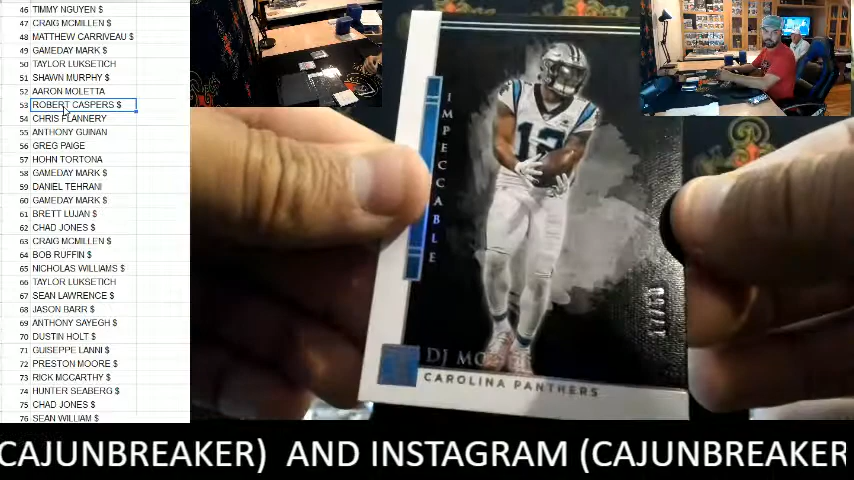 46 TIMMY NGUYEN $
47 CRAIG MCMILLEN $
48 MATTHEW CARRIVEAU $
49 GAMEDAY MARK $
50 TAYLOR LUKSETICH
51 SHAWN MURPHY $
52 AARON MOLETTA
53 ROBERT CASPERS $
54 CHRIS FLANNERY
55 ANTHONY GUINAN
56 GREG PAIGE
57 HOHN TORTONA
58 GAMEDAY MARK $
59 DANIEL TEHRANI
60 GAMEDAY MARK $
61 BRETT LUJAN $
62 CHAD JONES $
63 CRAIG MCMILLEN $
64 BOB RUFFIN $
65 NICHOLAS WILLIAMS $
66 TAYLOR LUKSETICH
67 SEAN LAWRENCE $
68 JASON BARR $
69 ANTHONY SAYEGH $
70 DUSTIN HOLT $
71 GUISEPPE LANNI $
72 PRESTON MOORE $
73 RICK MCCARTHY $
74 HUNTER SEABERG $
75 CHAD JONES $
76 SEAN WILLIAM $
IMPECCABLE
12
DJ
CAROLINA PANTHERS
CAJUNBREAKER) AND INSTAGRAM (CAJUNBREAKER